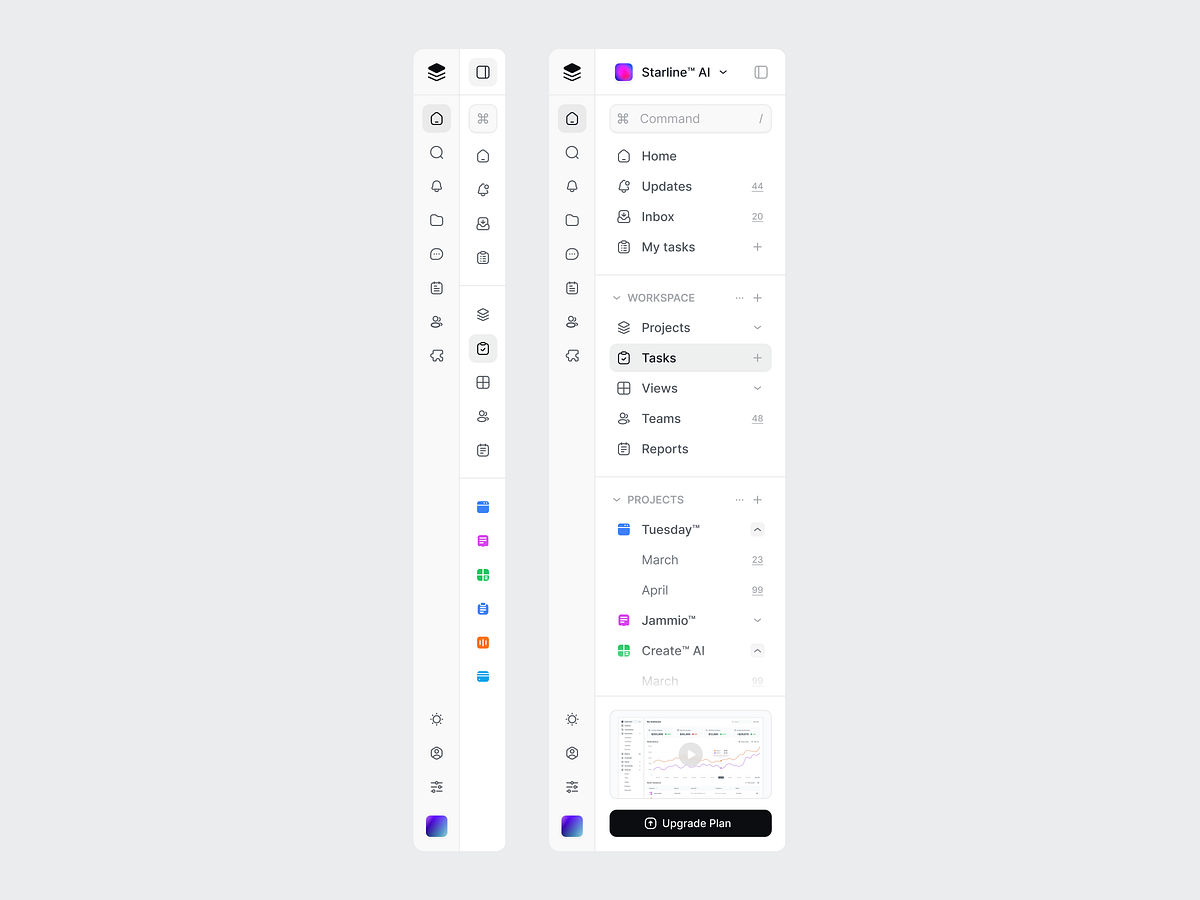 Starline™ AI
⌘ Command /
Home
Updates 44
Inbox 20
My tasks +
WORKSPACE ··· +
Projects
Tasks +
Views
Teams 48
Reports
PROJECTS ··· +
Tuesday™
March 23
April 99
Jammio™
Create™ AI
March 99
Upgrade Plan